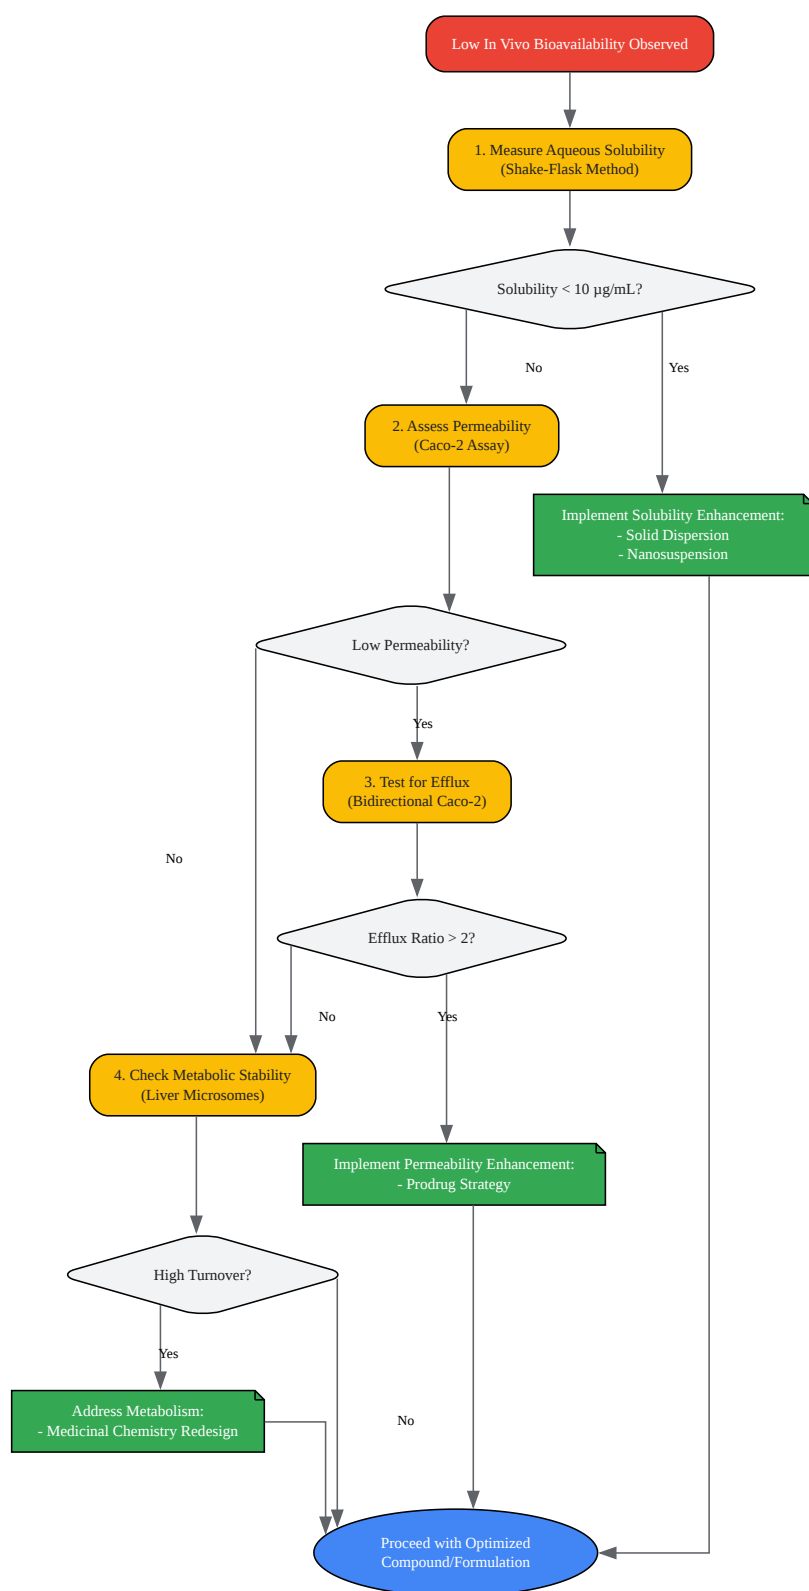 Low In Vivo Bioavailability Observed
1. Measure Aqueous Solubility
(Shake-Flask Method)
Solubility < 10 µg/mL?
No
Yes
2. Assess Permeability
(Caco-2 Assay)
Implement Solubility Enhancement:
- Solid Dispersion
- Nanosuspension
Low Permeability?
Yes
3. Test for Efflux
(Bidirectional Caco-2)
No
Efflux Ratio > 2?
No
Yes
4. Check Metabolic Stability
(Liver Microsomes)
Implement Permeability Enhancement:
- Prodrug Strategy
High Turnover?
Yes
Address Metabolism:
- Medicinal Chemistry Redesign
No
Proceed with Optimized
Compound/Formulation